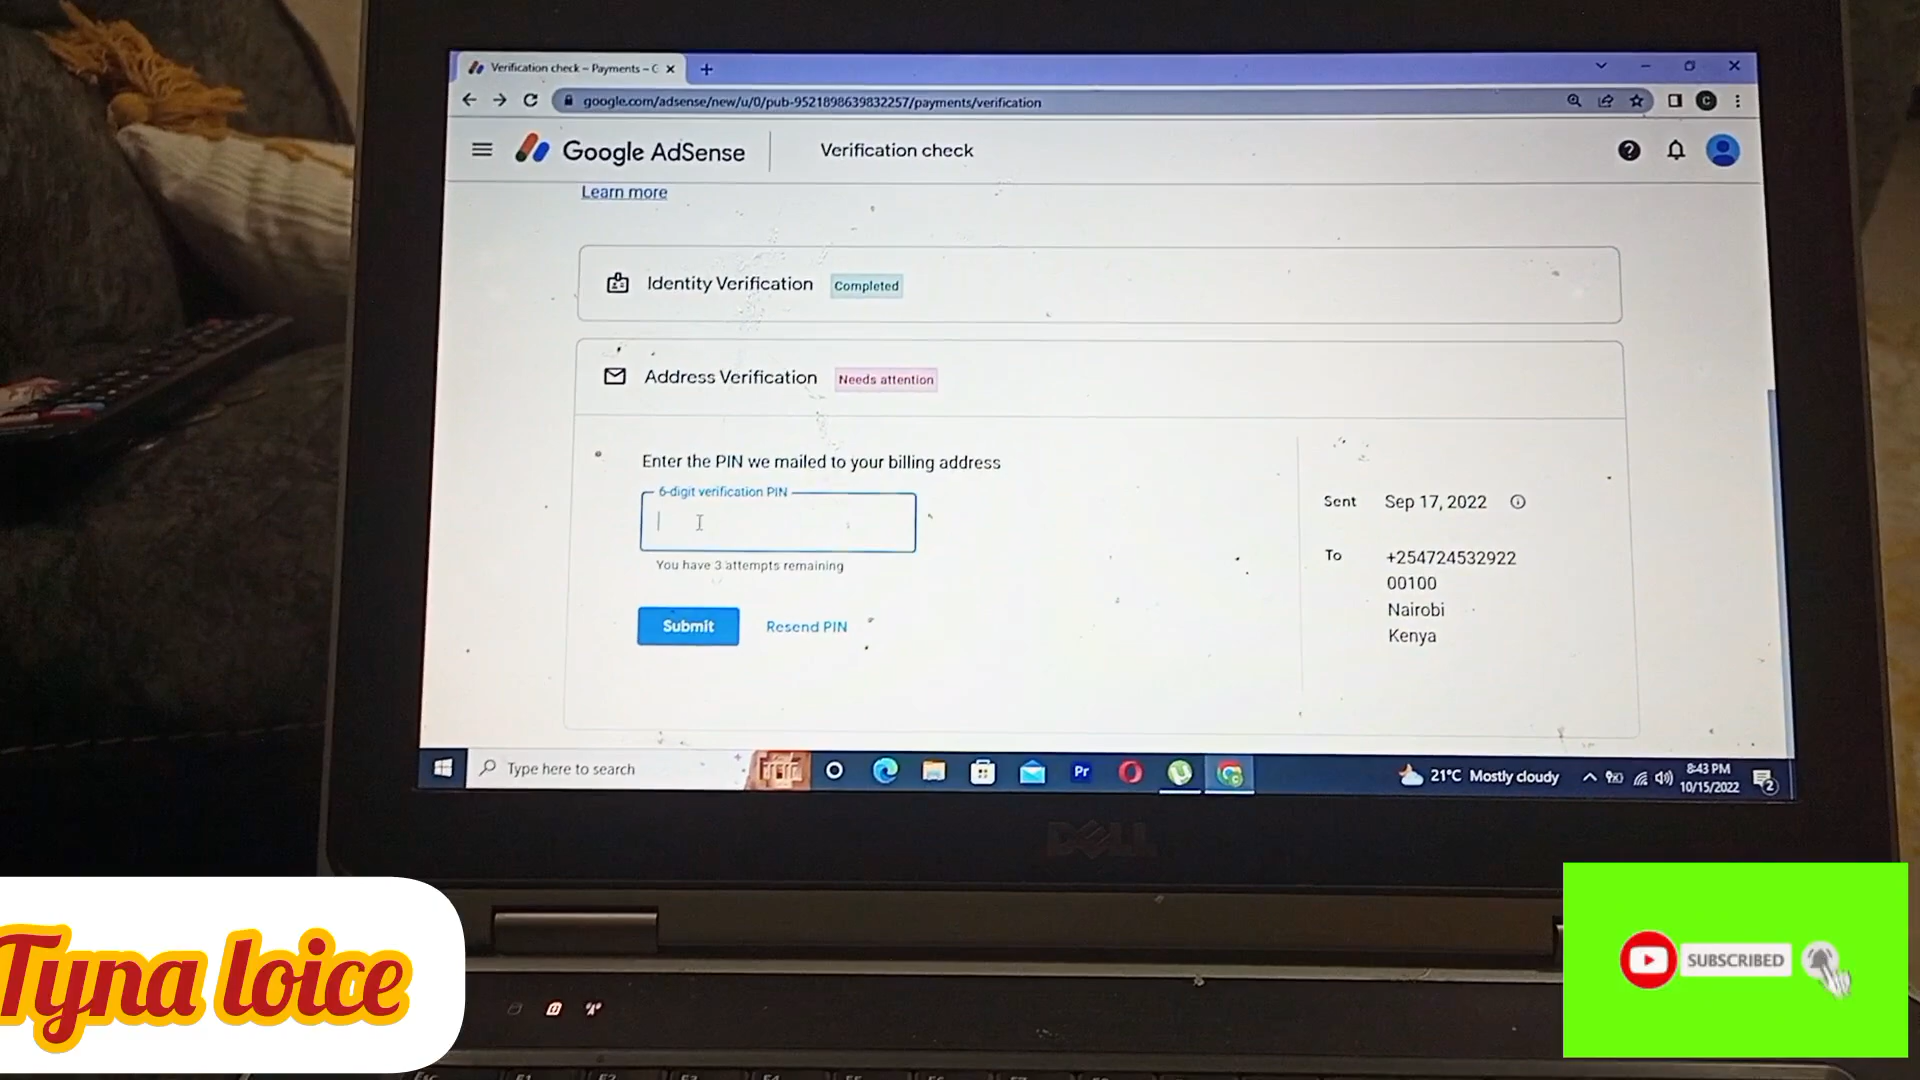 Verification check – Payments – G
google.com/adsense/new/u/0/pub-9521898639832257/payments/verification
C
Google AdSense
Verification check
Learn more
Identity Verification
Completed
Address Verification
Needs attention
Enter the PIN we mailed to your billing address
6-digit verification PIN
You have 3 attempts remaining
Submit
Resend PIN
Sent
Sep 17, 2022
To
+254724532922
00100
Nairobi
Kenya
Type here to search
Pr
21°C Mostly cloudy
8:43 PM
10/15/2022
2
DELL
Tyna loice
SUBSCRIBED